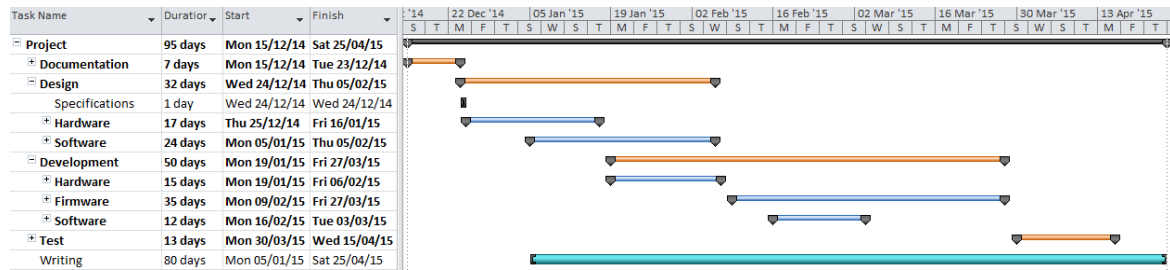 Task Name Duration Start Finish : '14 22 Dec '14 05 Jan '15 19 Jan '15 02 Feb '15 16 Feb '15 02 Mar '15 16 Mar '15 30 Mar '15 13 Apr '15
S T M F T S W S T M F T S W S T M F T S W S T M F T S W S T M F T
Project 95 days Mon 15/12/14 Sat 25/04/15
Documentation 7 days Mon 15/12/14 Tue 23/12/14
Design 32 days Wed 24/12/14 Thu 05/02/15
Specifications 1 day Wed 24/12/14 Wed 24/12/14
Hardware 17 days Thu 25/12/14 Fri 16/01/15
Software 24 days Mon 05/01/15 Thu 05/02/15
Development 50 days Mon 19/01/15 Fri 27/03/15
Hardware 15 days Mon 19/01/15 Fri 06/02/15
Firmware 35 days Mon 09/02/15 Fri 27/03/15
Software 12 days Mon 16/02/15 Tue 03/03/15
Test 13 days Mon 30/03/15 Wed 15/04/15
Writing 80 days Mon 05/01/15 Sat 25/04/15